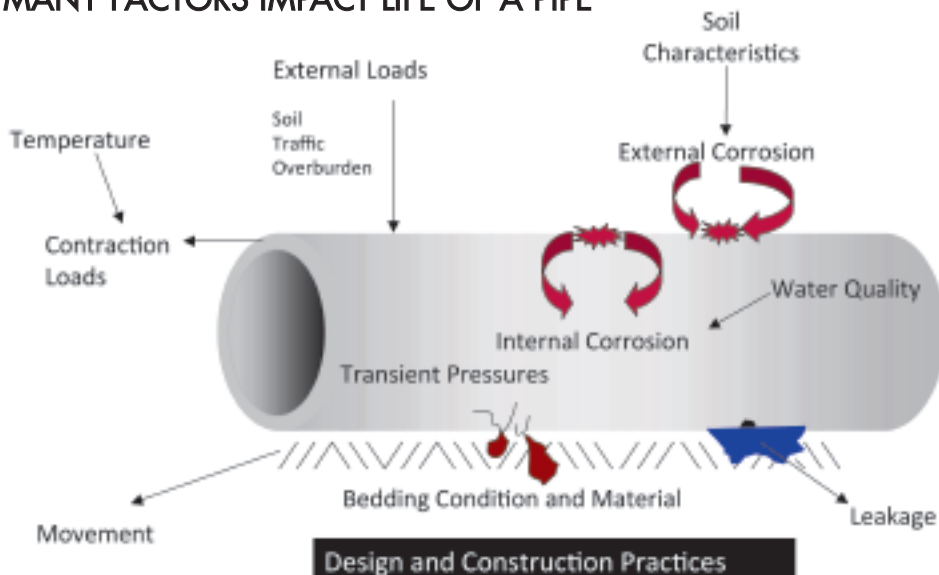 MANY FACTORS IMPACT LIFE OF A PIPE
Soil
Characteristics
External Loads
Soil
Traffic
Overburden
Temperature
External Corrosion
Contraction
Loads
Water Quality
Internal Corrosion
Transient Pressures
Bedding Condition and Material
Leakage
Movement
Design and Construction Practices